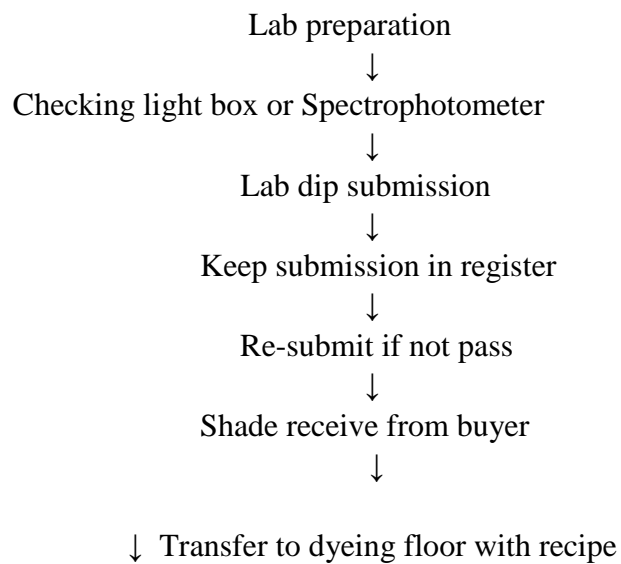 Lab preparation
↓
Checking light box or Spectrophotometer
↓
Lab dip submission
↓
Keep submission in register
↓
Re-submit if not pass
↓
Shade receive from buyer
↓
↓ Transfer to dyeing floor with recipe